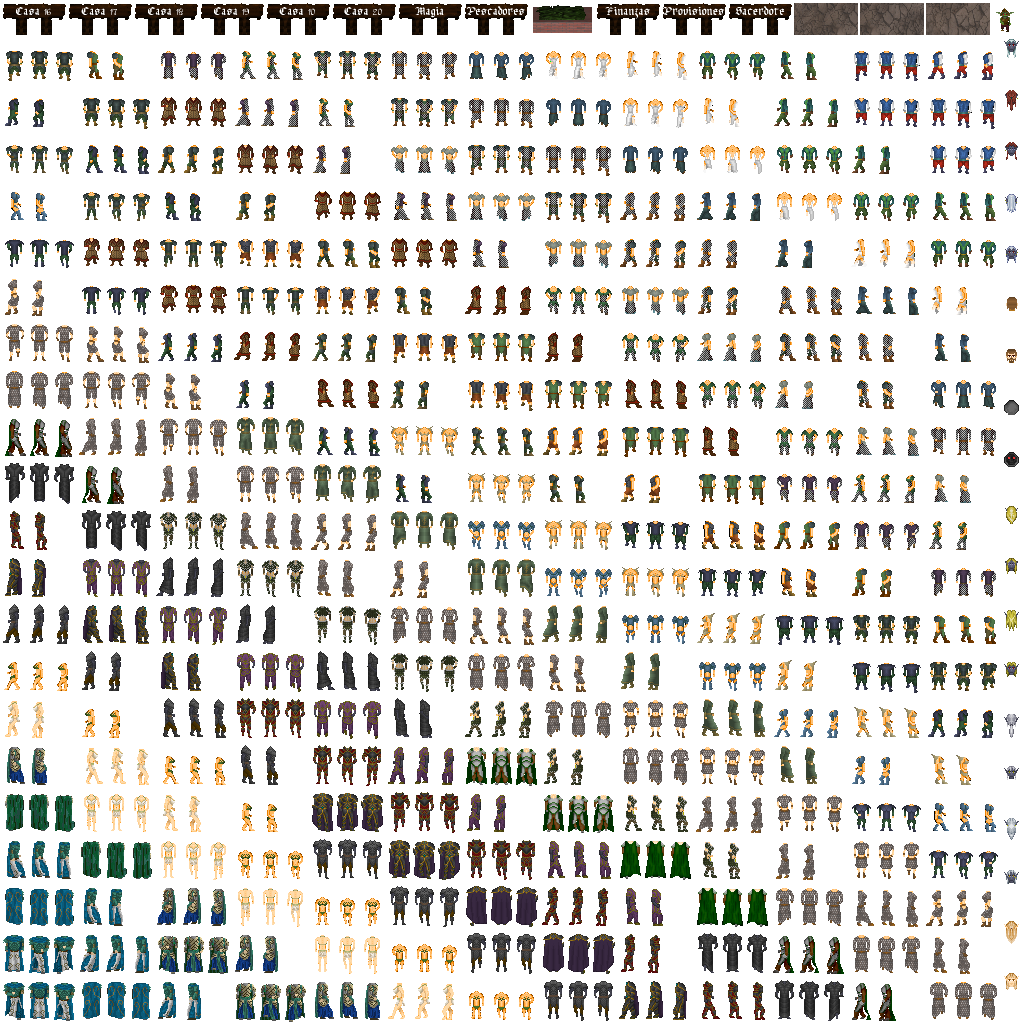 Casa 16
Casa 17
Casa 18
Casa 19
Casa 10
Casa 20
Magia
Pescadores
Finanzas
Provisiones
Sacerdote